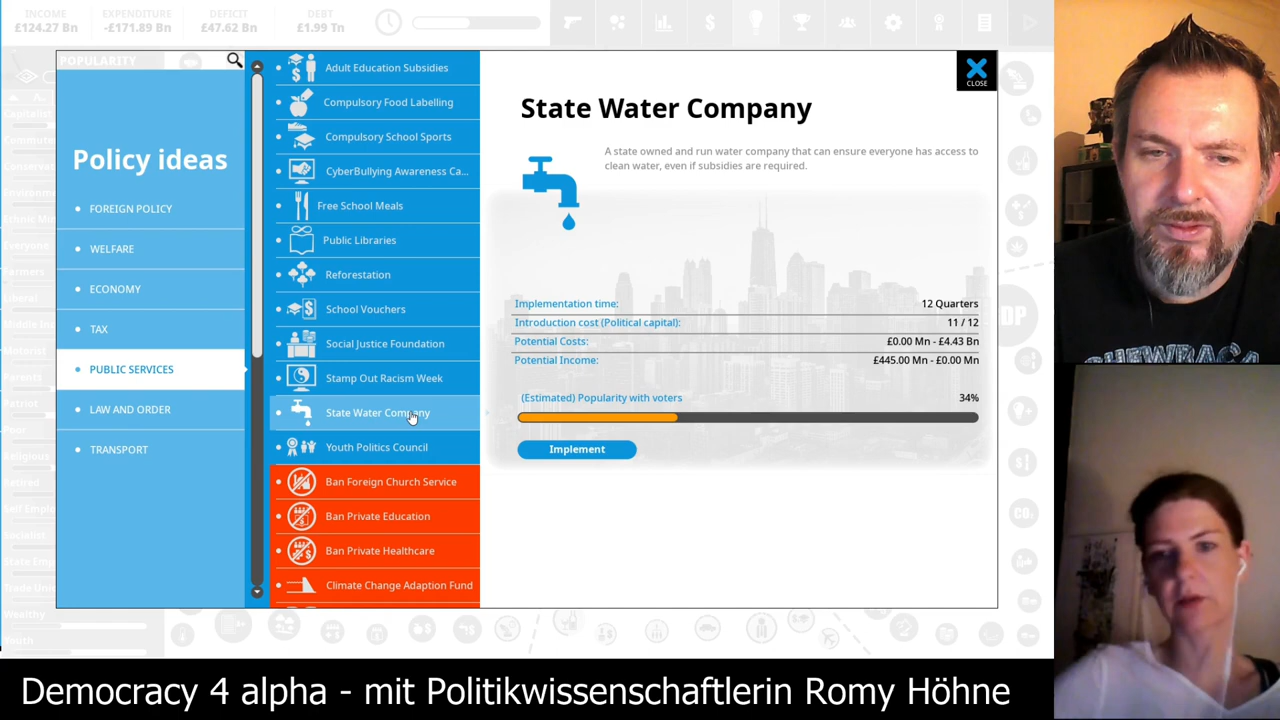 INCOME
£124.27 Bn
EXPENDITURE
-£171.89 Bn
DEFICIT
£47.62 Bn
DEBT
£1.99 Tn
POPULARITY
Policy ideas
FOREIGN POLICY
WELFARE
ECONOMY
TAX
PUBLIC SERVICES
LAW AND ORDER
TRANSPORT
Adult Education Subsidies
Compulsory Food Labelling
Compulsory School Sports
CyberBullying Awareness Ca...
Free School Meals
Public Libraries
Reforestation
School Vouchers
Social Justice Foundation
Stamp Out Racism Week
State Water Company
Youth Politics Council
Ban Foreign Church Service
Ban Private Education
Ban Private Healthcare
Climate Change Adaption Fund
CLOSE
State Water Company
A state owned and run water company that can ensure everyone has access to
clean water, even if subsidies are required.
Implementation time: 12 Quarters
Introduction cost (Political capital): 11 / 12
Potential Costs: £0.00 Mn - £4.43 Bn
Potential Income: £445.00 Mn - £0.00 Mn
(Estimated) Popularity with voters 34%
Implement
Democracy 4 alpha - mit Politikwissenschaftlerin Romy Höhne